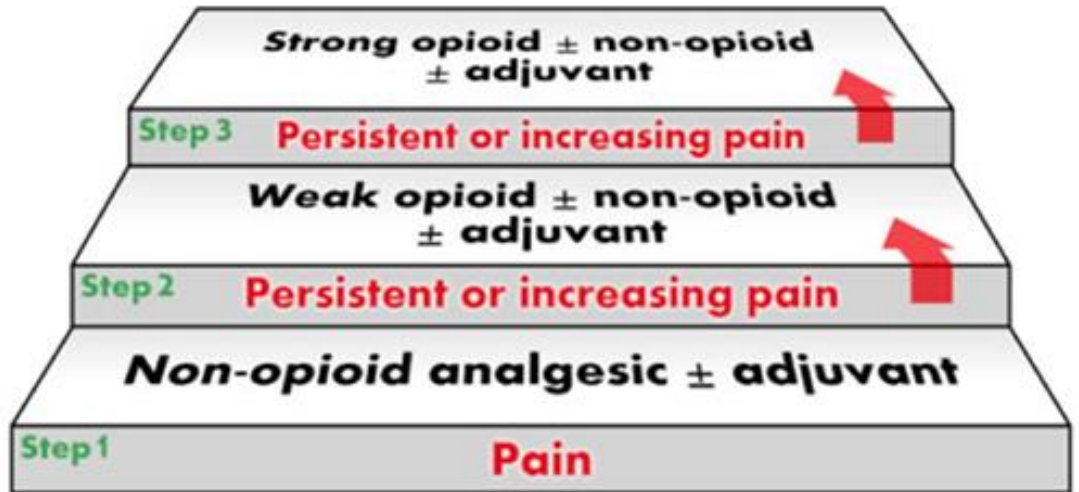 Strong opioid ± non-opioid
± adjuvant
Step 3 Persistent or increasing pain
Weak opioid ± non-opioid
± adjuvant
Step 2 Persistent or increasing pain
Non-opioid analgesic ± adjuvant
Step 1 Pain